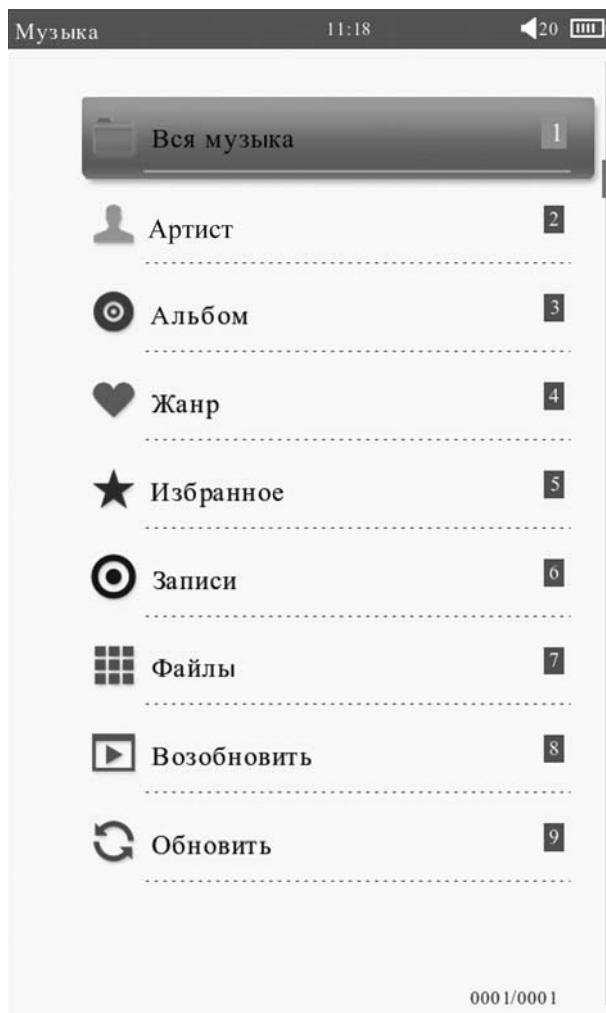 Музыка 11:18 20
Вся музыка 1
Артист 2
Альбом 3
Жанр 4
Избранное 5
Записи 6
Файлы 7
Возобновить 8
Обновить 9
0001/0001